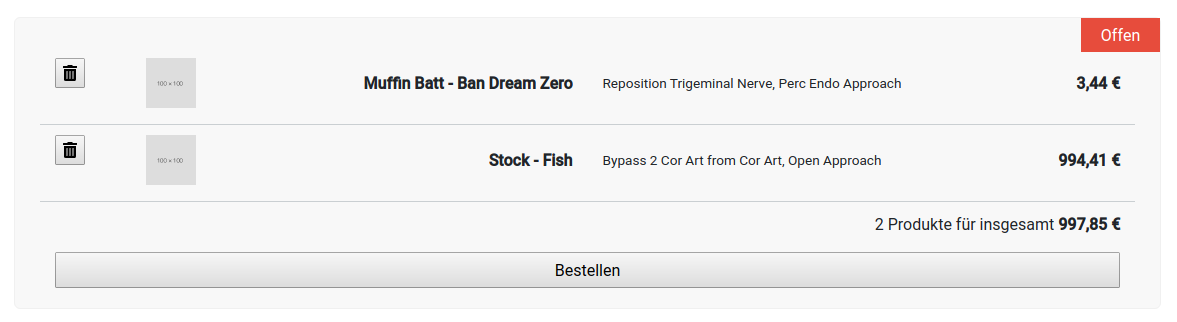 Offen
100 × 100
Muffin Batt - Ban Dream Zero Reposition Trigeminal Nerve, Perc Endo Approach 3,44 €
100 × 100
Stock - Fish Bypass 2 Cor Art from Cor Art, Open Approach 994,41 €
2 Produkte für insgesamt 997,85 €
Bestellen